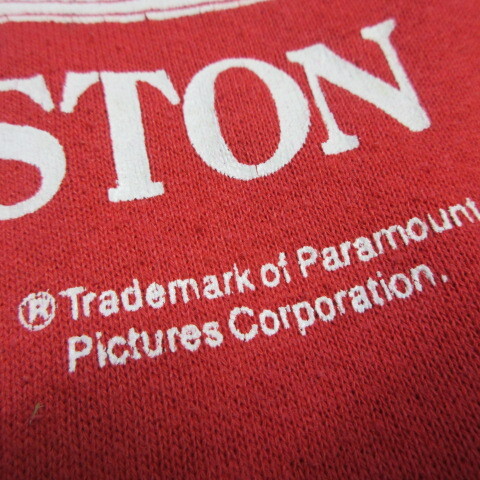 STON
® Trademark of Paramount
Pictures Corporation.